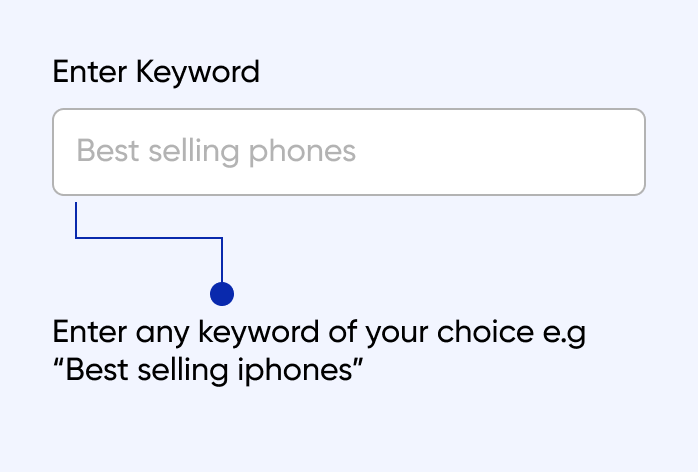 Enter Keyword
Best selling phones
Enter any keyword of your choice e.g
“Best selling iphones”